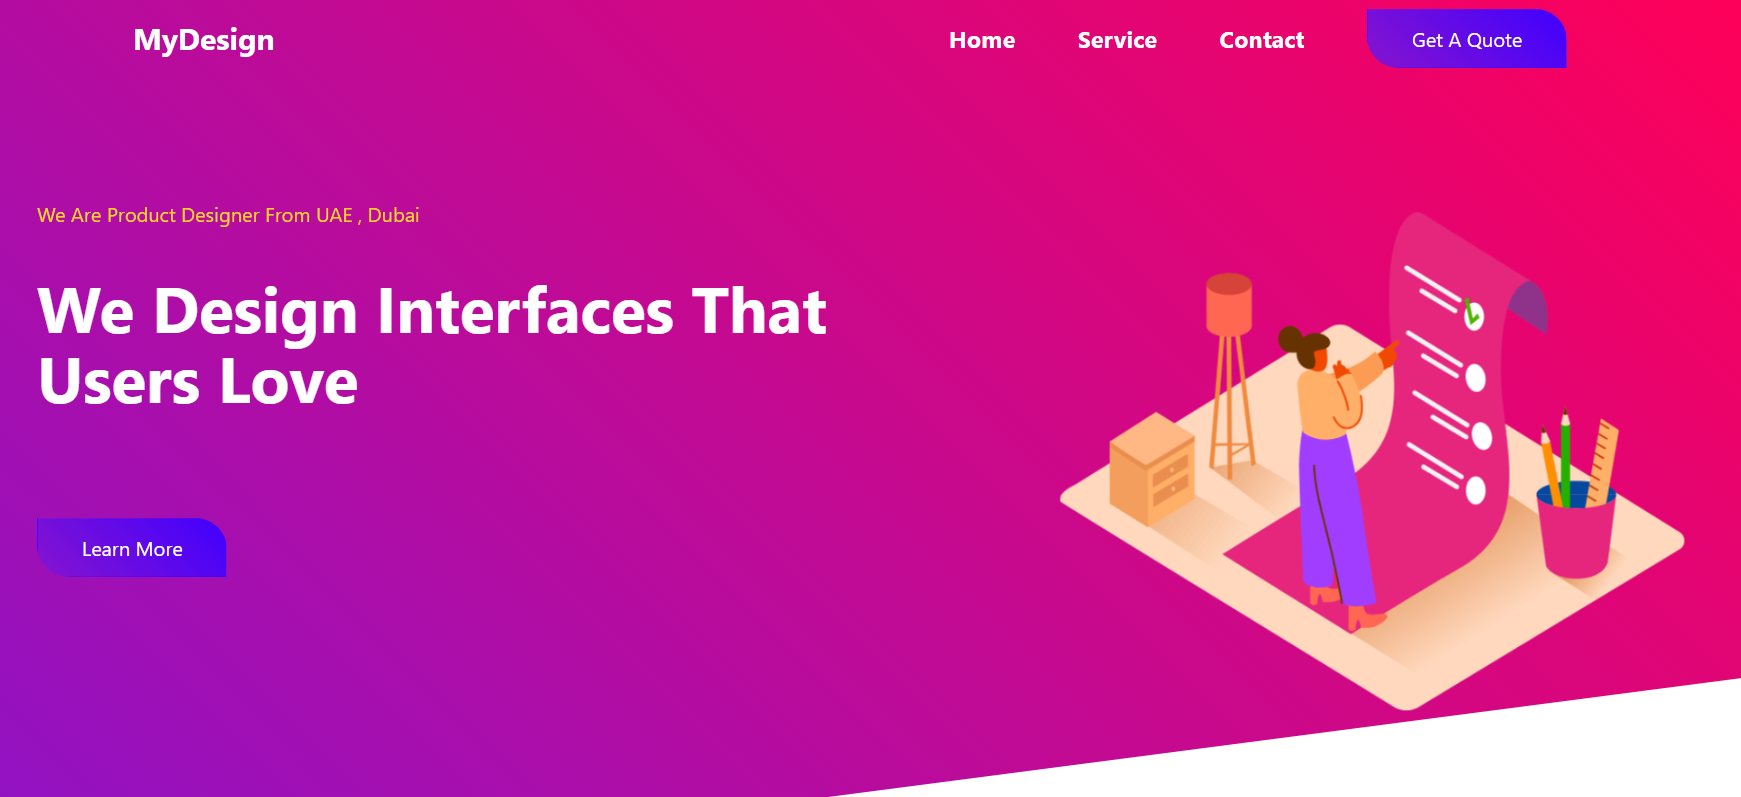 MyDesign
Home
Service
Contact
Get A Quote
We Are Product Designer From UAE , Dubai
We Design Interfaces That
Users Love
Learn More